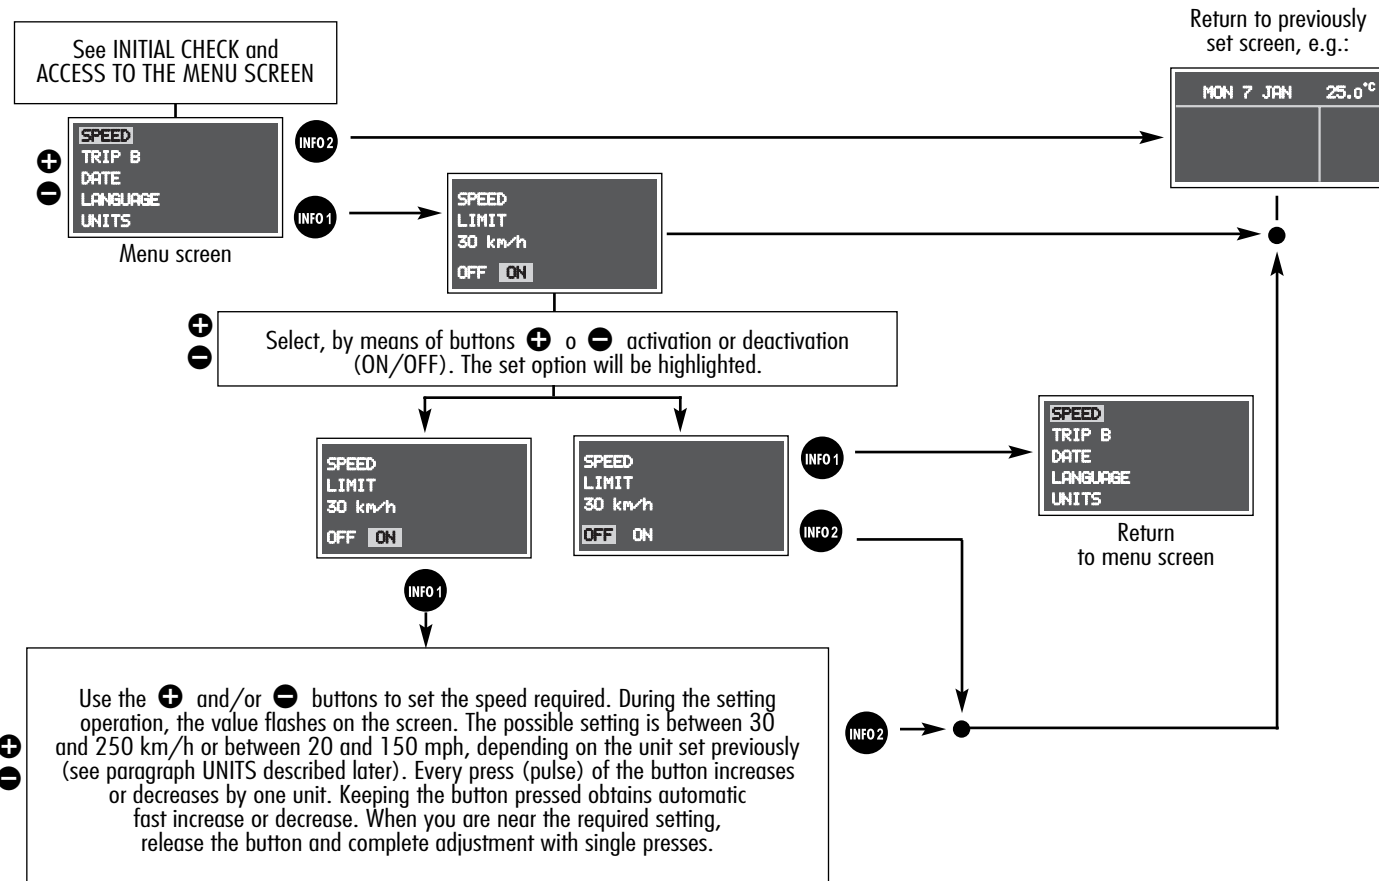 Return to previously
set screen, e.g.:
See INITIAL CHECK and
ACCESS TO THE MENU SCREEN
MON 7 JAN 25.0°C
SPEED
TRIP B
DATE
LANGUAGE
UNITS
INFO 2
INFO 1
Menu screen
SPEED
LIMIT
30 km/h
OFF ON
Select, by means of buttons + o − activation or deactivation
(ON/OFF). The set option will be highlighted.
SPEED
LIMIT
30 km/h
OFF ON
SPEED
LIMIT
30 km/h
OFF ON
INFO 1
INFO 2
SPEED
TRIP B
DATE
LANGUAGE
UNITS
Return
to menu screen
INFO 1
Use the + and/or − buttons to set the speed required. During the setting
operation, the value flashes on the screen. The possible setting is between 30
and 250 km/h or between 20 and 150 mph, depending on the unit set previously
(see paragraph UNITS described later). Every press (pulse) of the button increases
or decreases by one unit. Keeping the button pressed obtains automatic
fast increase or decrease. When you are near the required setting,
release the button and complete adjustment with single presses.
INFO 2